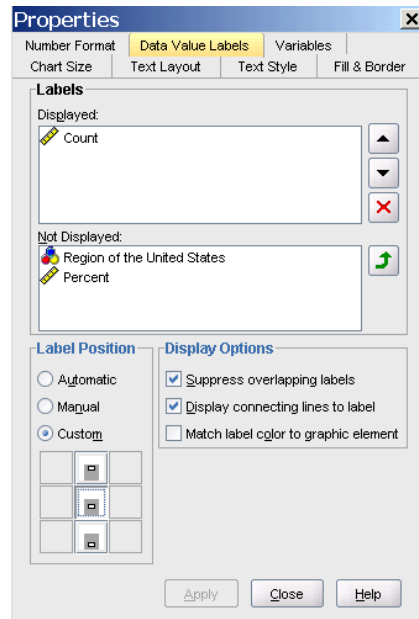 Properties
Number Format Data Value Labels Variables
Chart Size Text Layout Text Style Fill & Border
Labels
Displayed:
Count
Not Displayed:
Region of the United States
Percent
Label Position
Automatic
Manual
Custom
Display Options
Suppress overlapping labels
Display connecting lines to label
Match label color to graphic element
Apply Close Help